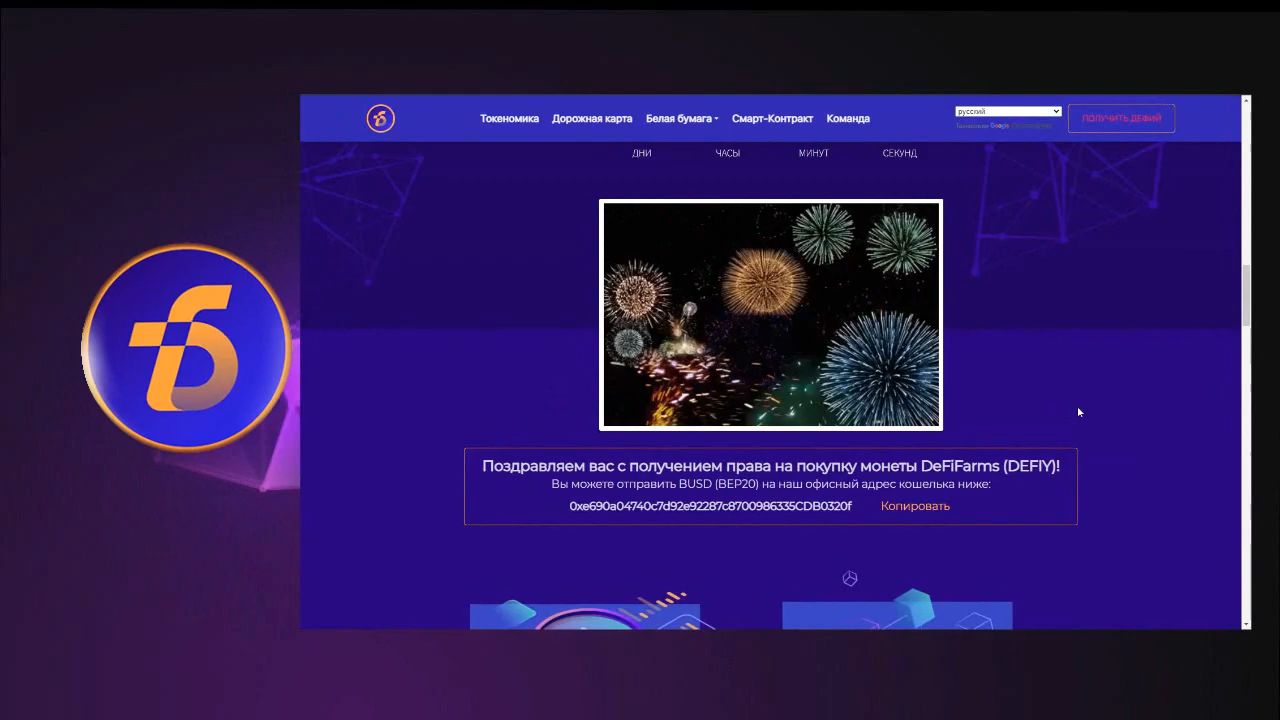 Токеномика Дорожная карта Белая бумага Смарт-Контракт Команда русский ПОЛУЧИТЬ ДЕФИЙ
Google
ДНИ ЧАСЫ МИНУТ СЕКУНД
Поздравляем вас с получением права на покупку монеты DeFiFarms (DEFIY)!
Вы можете отправить BUSD (BEP20) на наш офисный адрес кошелька ниже:
0xe690a04740c7d92e92287c8700986335CDB0320f Копировать